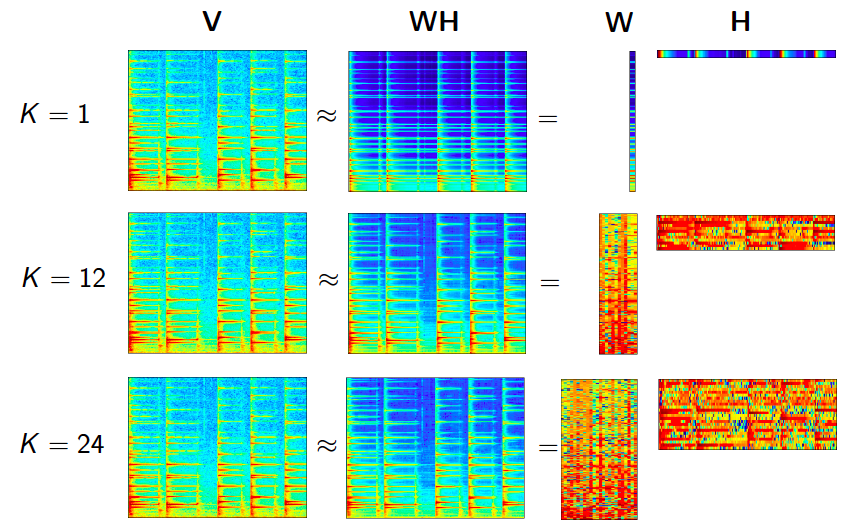 V WH W H
K = 1 ≈ =
K = 12 ≈ =
K = 24 ≈ =